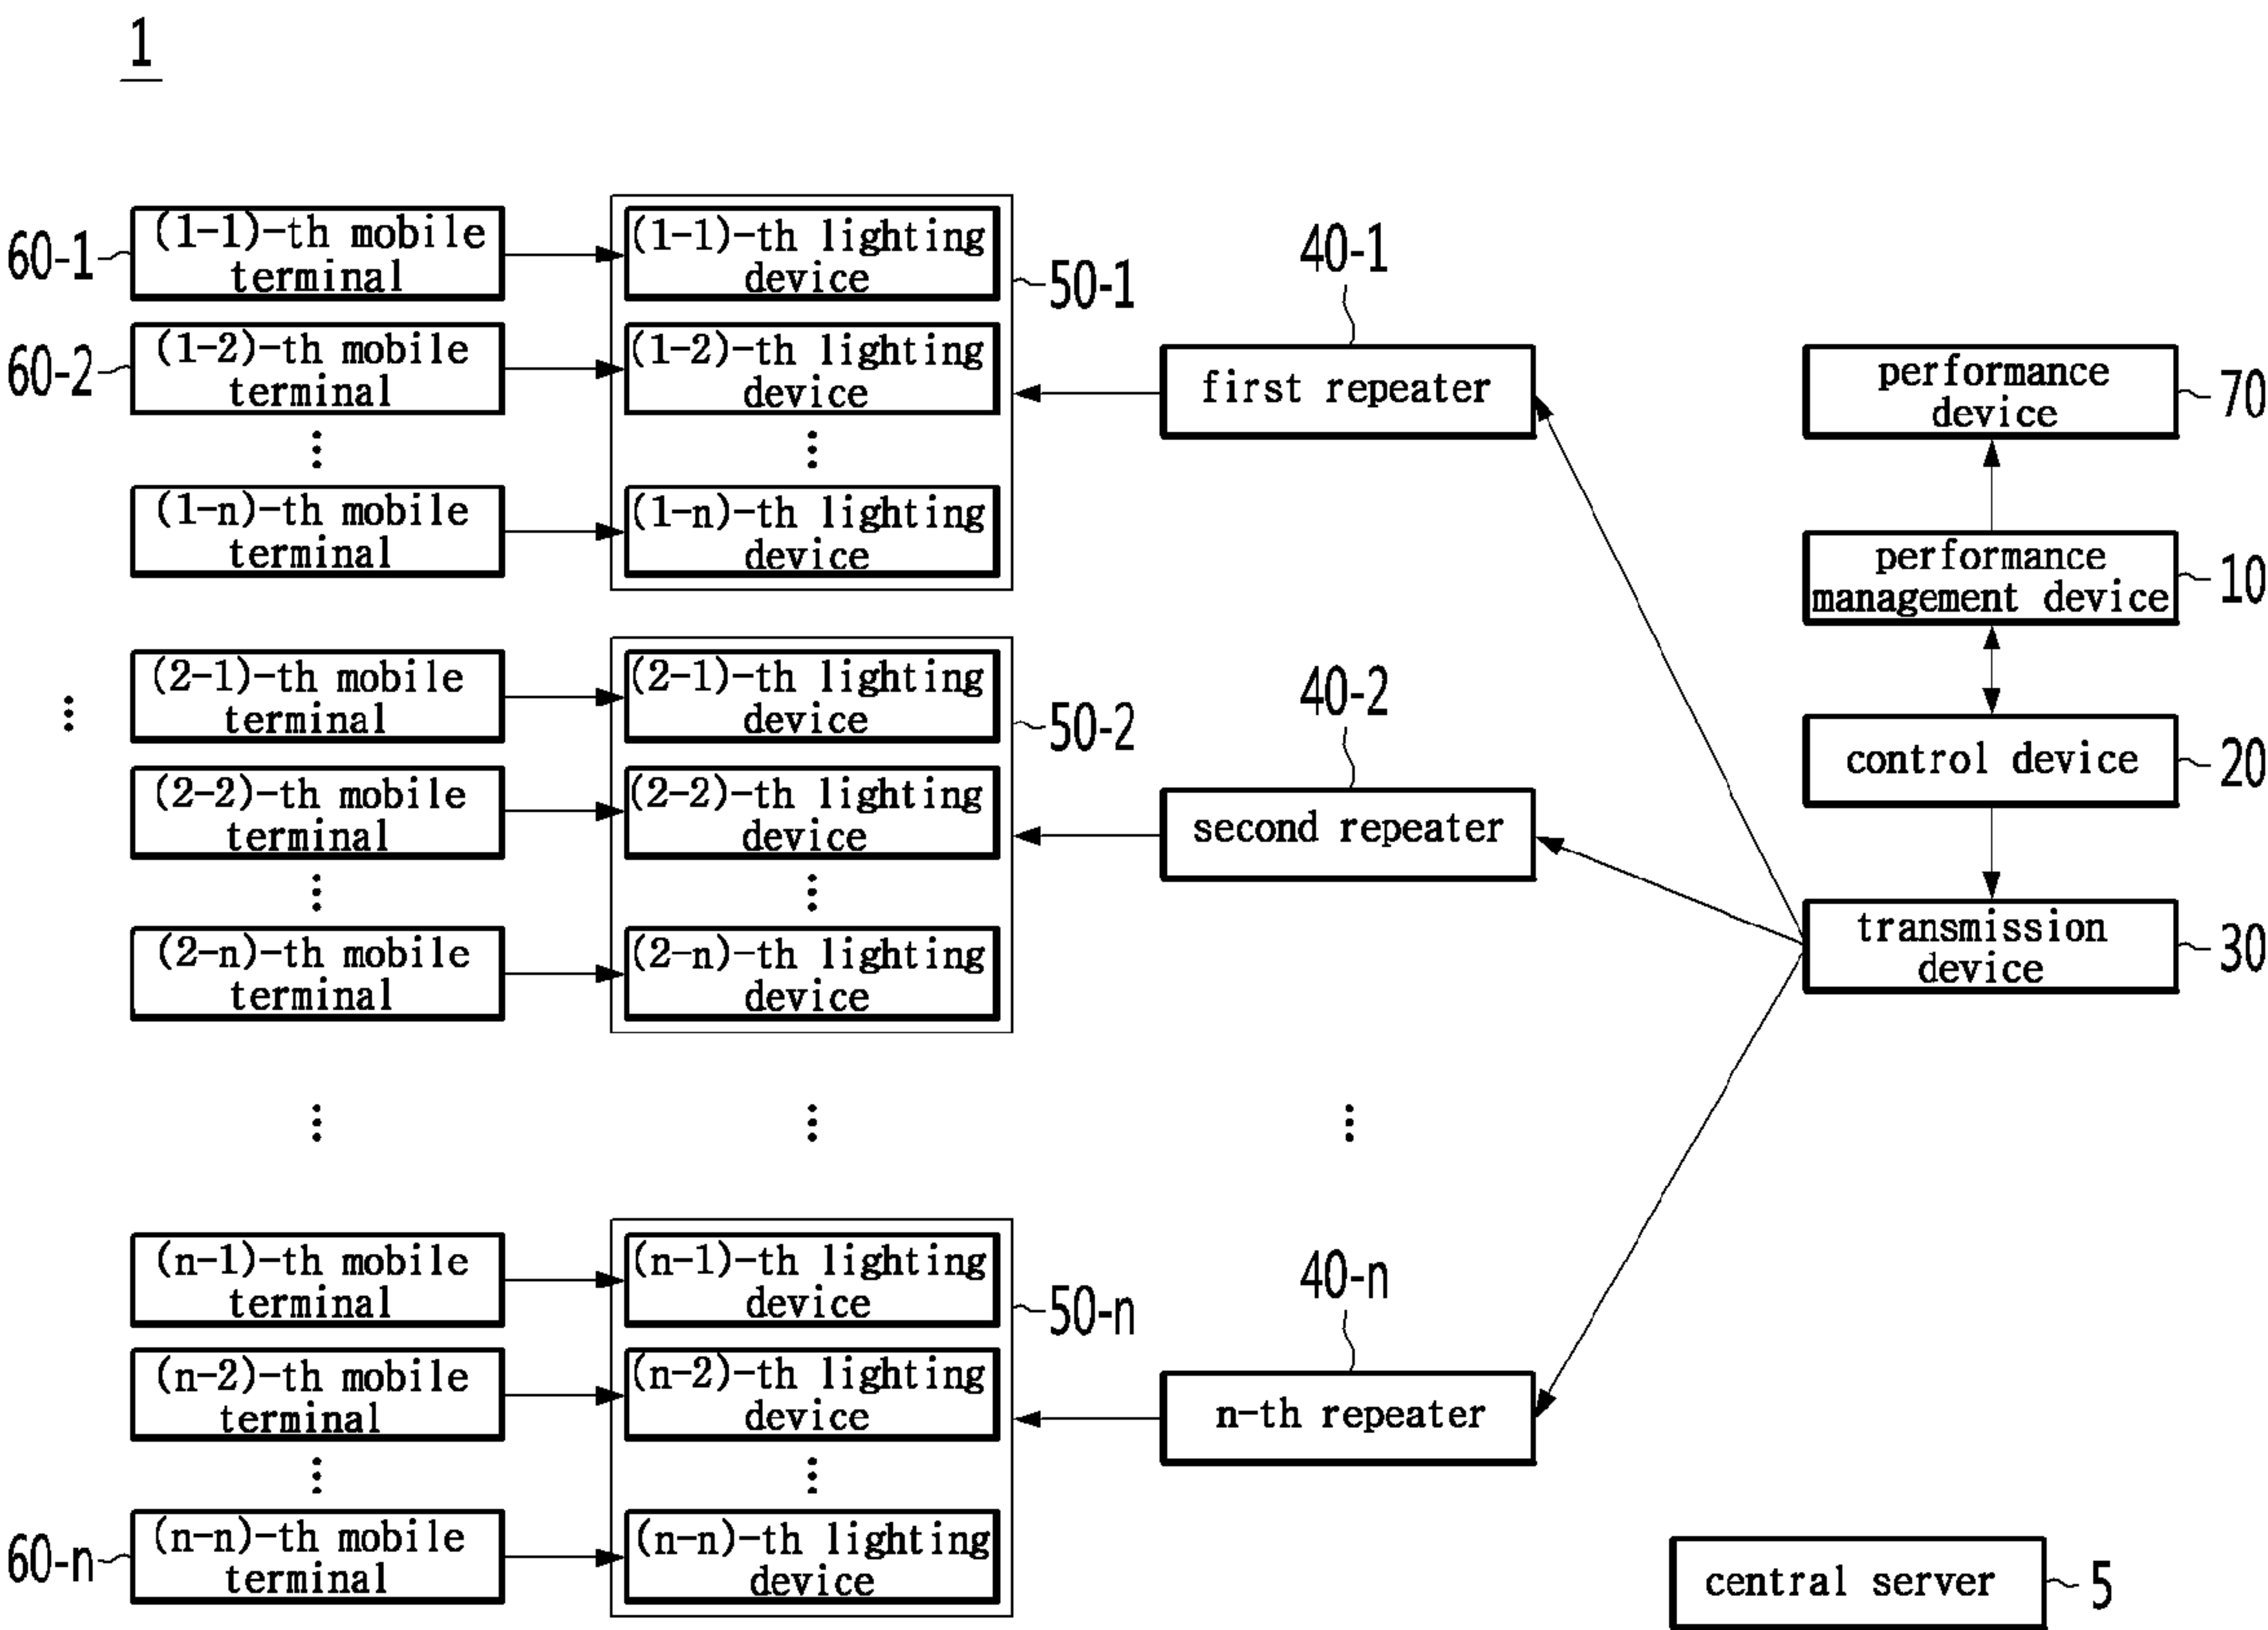 1
60-1
(1-1)-th mobile
terminal
(1-1)-th lighting
device
50-1
60-2
(1-2)-th mobile
terminal
(1-2)-th lighting
device
(1-n)-th mobile
terminal
(1-n)-th lighting
device
40-1
first repeater
performance
device
70
performance
management device
10
(2-1)-th mobile
terminal
(2-1)-th lighting
device
50-2
(2-2)-th mobile
terminal
(2-2)-th lighting
device
(2-n)-th mobile
terminal
(2-n)-th lighting
device
40-2
second repeater
control device
20
transmission
device
30
(n-1)-th mobile
terminal
(n-1)-th lighting
device
50-n
(n-2)-th mobile
terminal
(n-2)-th lighting
device
60-n
(n-n)-th mobile
terminal
(n-n)-th lighting
device
40-n
n-th repeater
central server
5